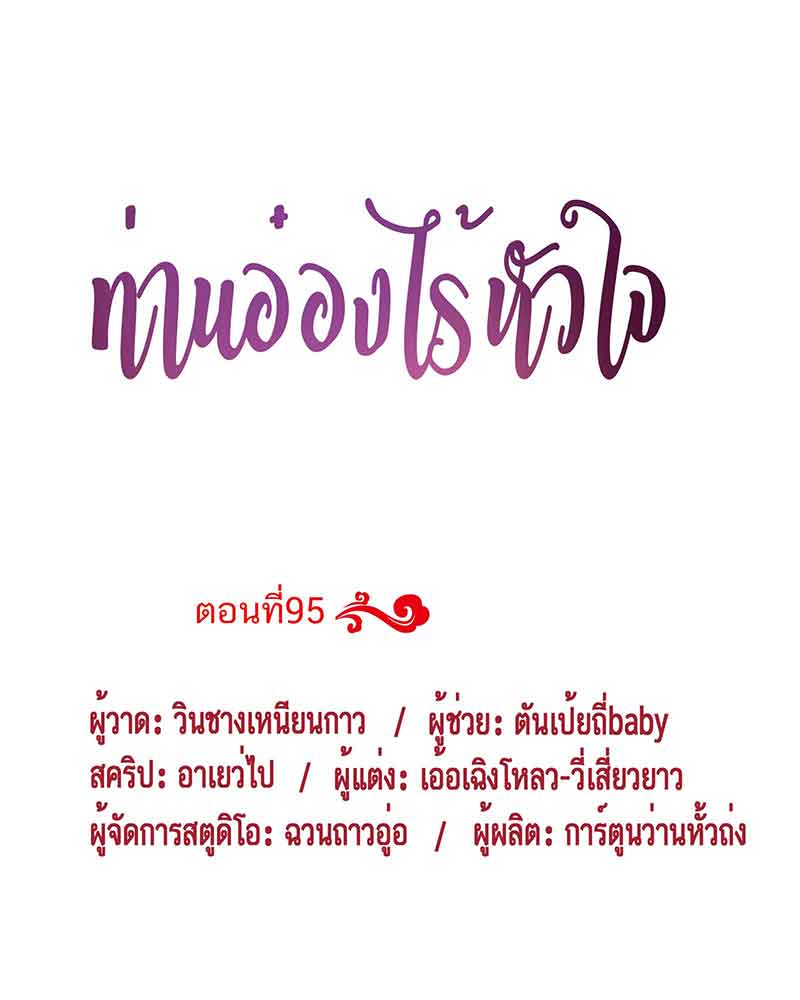 ท่านอ๋องไร้หัวใจ
ตอนที่95
ผู้วาด: วินชางเหนียนกาว / ผู้ช่วย: ตันเป้ยถี่baby
สคริป: อาเยว่ไป / ผู้แต่ง: เอ้อเฉิงโหลว-วี่เสี่ยวยาว
ผู้จัดการสตูดิโอ: ฉวนถาวอู่อ / ผู้ผลิต: การ์ตูนว่านหั้วถ่ง